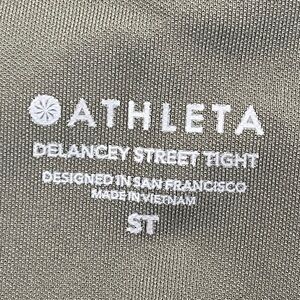 ATHLETA
DELANCEY STREET TIGHT
DESIGNED IN SAN FRANCISCO
MADE IN VIETNAM
ST